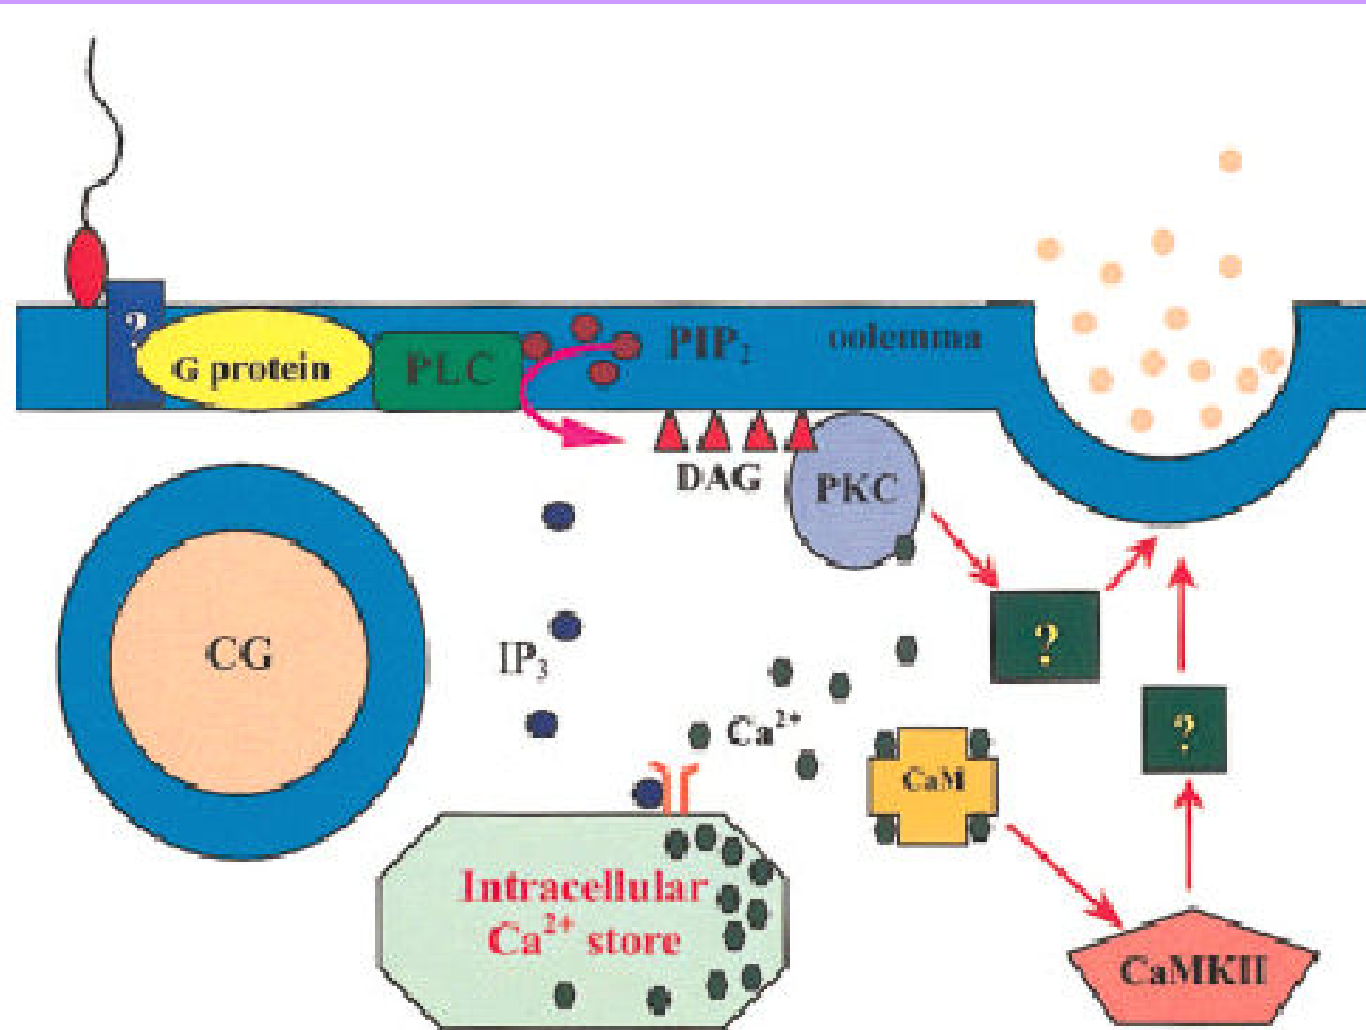 ?
G protein
PLC
PIP₂
oolemma
DAG
PKC
CG
IP₃
?
Ca²⁺
?
CaM
Intracellular
Ca²⁺ store
CaMKII